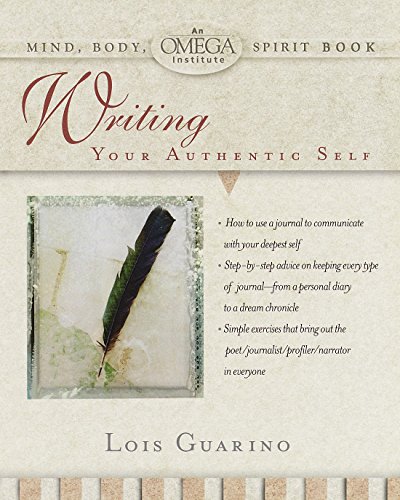 An
MIND, BODY, OMEGA SPIRIT BOOK
Institute
Writing
YOUR AUTHENTIC SELF
• How to use a journal to communicate
with your deepest self
• Step-by-step advice on keeping every type
of journal—from a personal diary
to a dream chronicle
• Simple exercises that bring out the
poet/journalist/profiler/narrator
in everyone
LOIS GUARINO